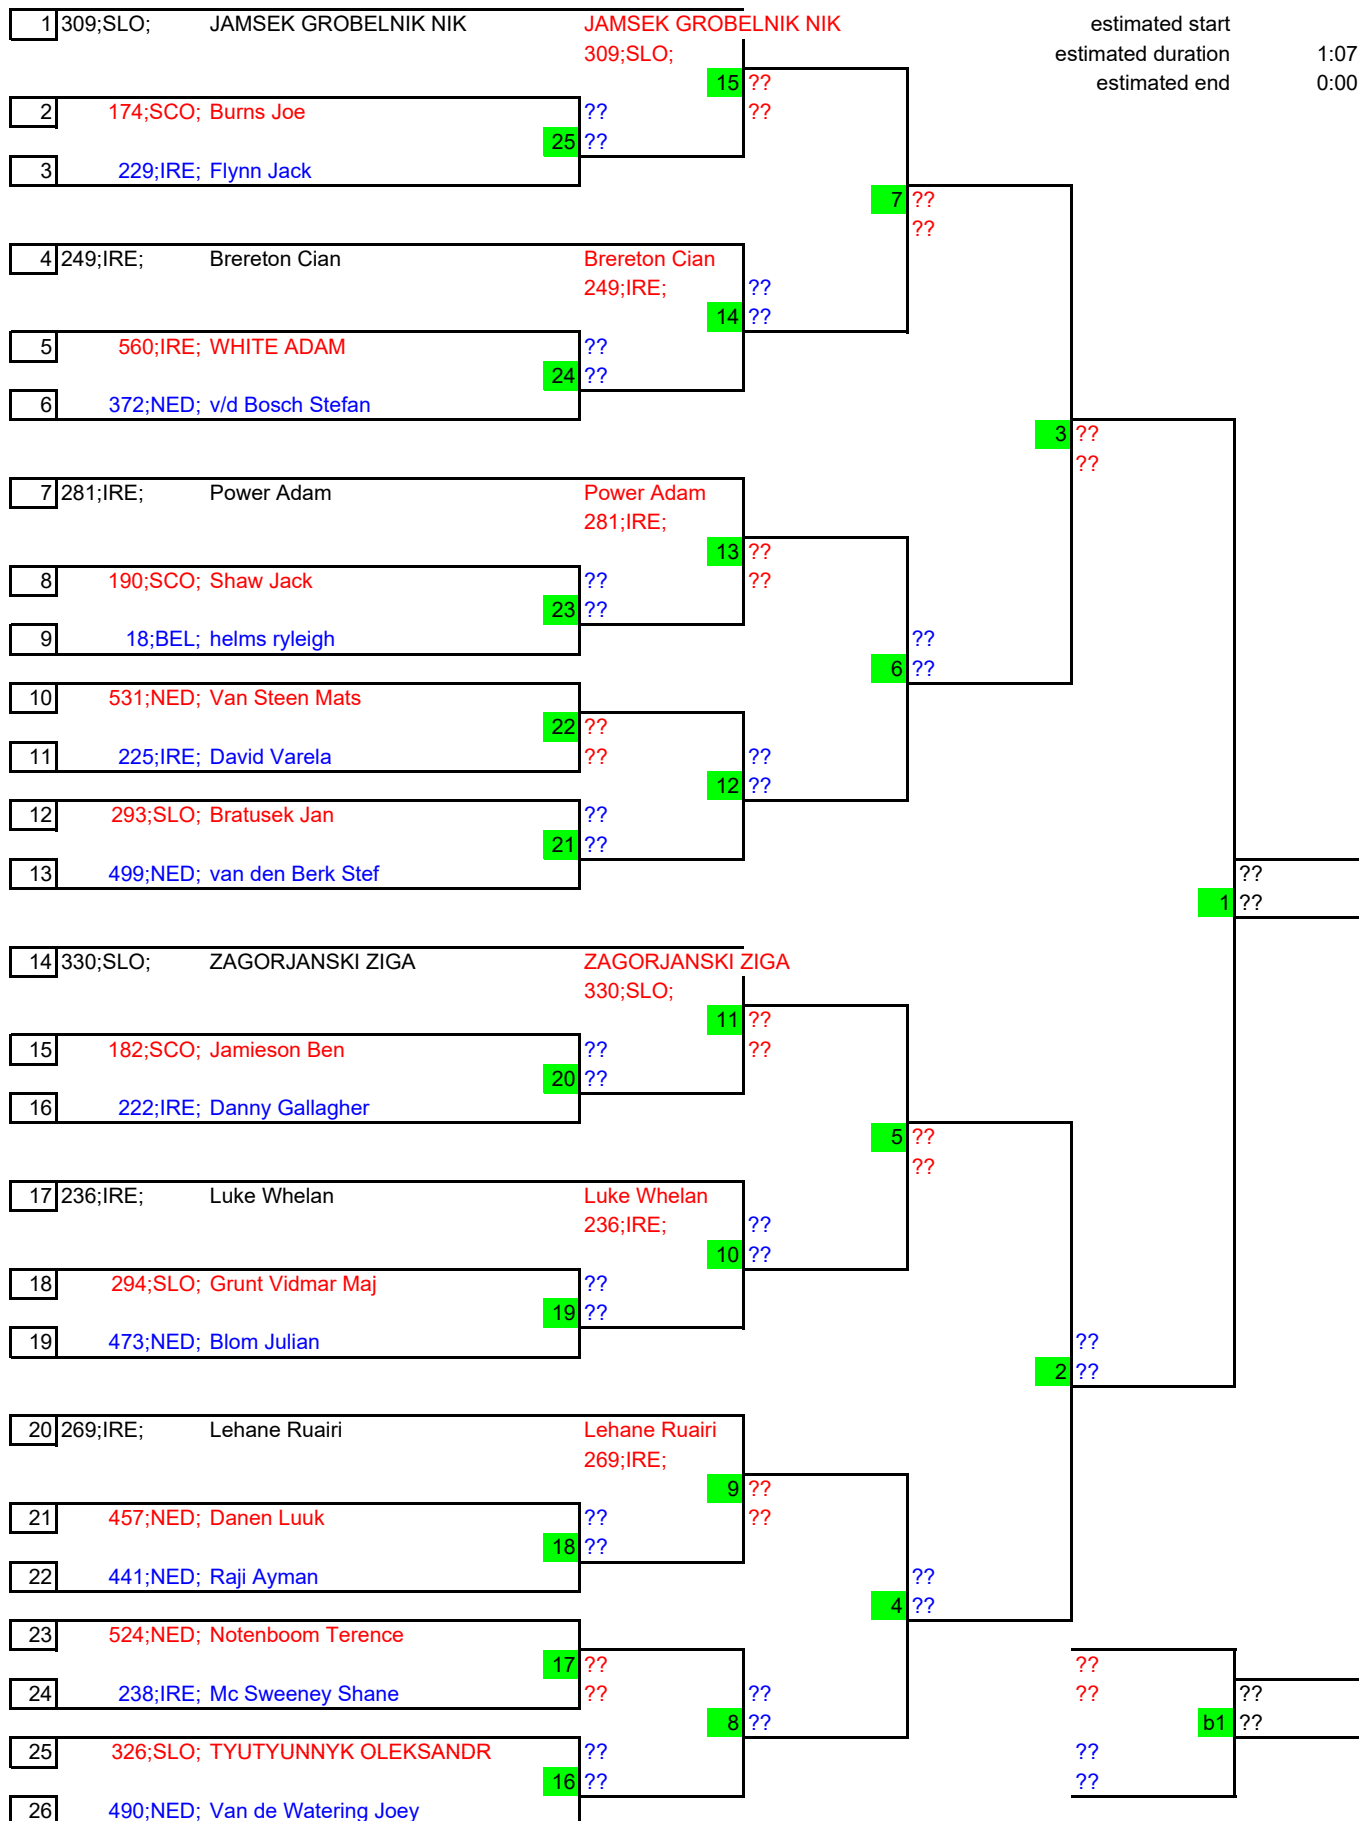 1 309;SLO; JAMSEK GROBELNIK NIK JAMSEK GROBELNIK NIK estimated start
309;SLO; estimated duration 1:07
15 ?? estimated end 0:00
2 174;SCO; Burns Joe ?? ??
25 ??
3 229;IRE; Flynn Jack
7 ??
??
4 249;IRE; Brereton Cian Brereton Cian
249;IRE; ??
14 ??
5 560;IRE; WHITE ADAM ??
24 ??
6 372;NED; v/d Bosch Stefan
3 ??
??
7 281;IRE; Power Adam Power Adam
281;IRE;
13 ??
8 190;SCO; Shaw Jack ?? ??
23 ??
9 18;BEL; helms ryleigh ??
6 ??
10 531;NED; Van Steen Mats
22 ??
11 225;IRE; David Varela ?? ??
12 ??
12 293;SLO; Bratusek Jan ??
21 ??
13 499;NED; van den Berk Stef ??
1 ??
14 330;SLO; ZAGORJANSKI ZIGA ZAGORJANSKI ZIGA
330;SLO;
11 ??
15 182;SCO; Jamieson Ben ?? ??
20 ??
16 222;IRE; Danny Gallagher
5 ??
??
17 236;IRE; Luke Whelan Luke Whelan
236;IRE; ??
10 ??
18 294;SLO; Grunt Vidmar Maj ??
19 ??
19 473;NED; Blom Julian ??
2 ??
20 269;IRE; Lehane Ruairi Lehane Ruairi
269;IRE;
9 ??
21 457;NED; Danen Luuk ?? ??
18 ??
22 441;NED; Raji Ayman ??
4 ??
23 524;NED; Notenboom Terence
17 ?? ??
24 238;IRE; Mc Sweeney Shane ?? ?? ?? ??
8 ?? b1 ??
25 326;SLO; TYUTYUNNYK OLEKSANDR ?? ??
16 ?? ??
26 490;NED; Van de Watering Joey